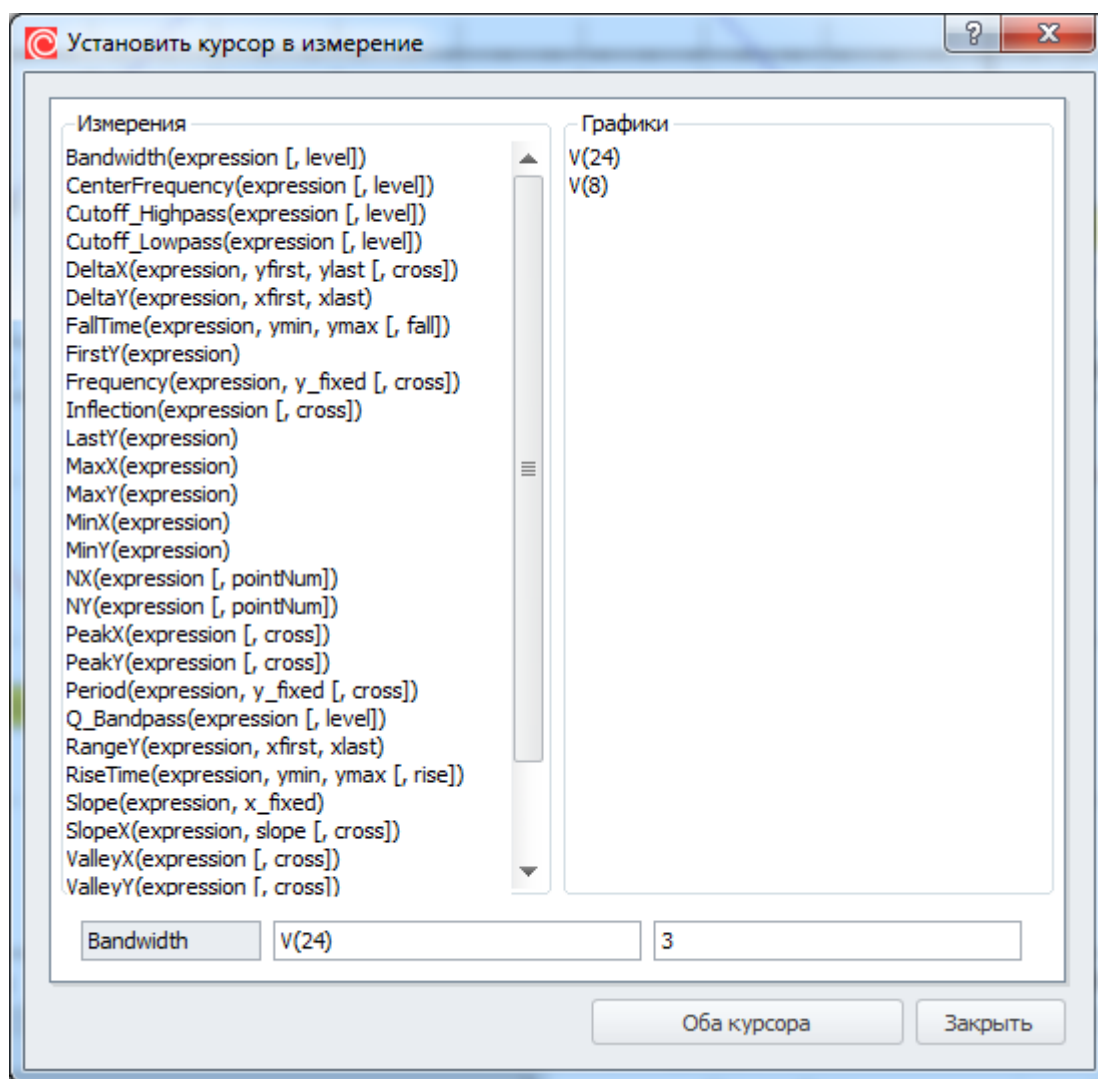 Установить курсор в измерение
Измерения
Bandwidth(expression [, level])
CenterFrequency(expression [, level])
Cutoff_Highpass(expression [, level])
Cutoff_Lowpass(expression [, level])
DeltaX(expression, yfirst, ylast [, cross])
DeltaY(expression, xfirst, xlast)
FallTime(expression, ymin, ymax [, fall])
FirstY(expression)
Frequency(expression, y_fixed [, cross])
Inflection(expression [, cross])
LastY(expression)
MaxX(expression)
MaxY(expression)
MinX(expression)
MinY(expression)
NX(expression [, pointNum])
NY(expression [, pointNum])
PeakX(expression [, cross])
PeakY(expression [, cross])
Period(expression, y_fixed [, cross])
Q_Bandpass(expression [, level])
RangeY(expression, xfirst, xlast)
RiseTime(expression, ymin, ymax [, rise])
Slope(expression, x_fixed)
SlopeX(expression, slope [, cross])
ValleyX(expression [, cross])
ValleyY(expression [, cross])
Графики
V(24)
V(8)
Bandwidth V(24) 3
Оба курсора Закрыть